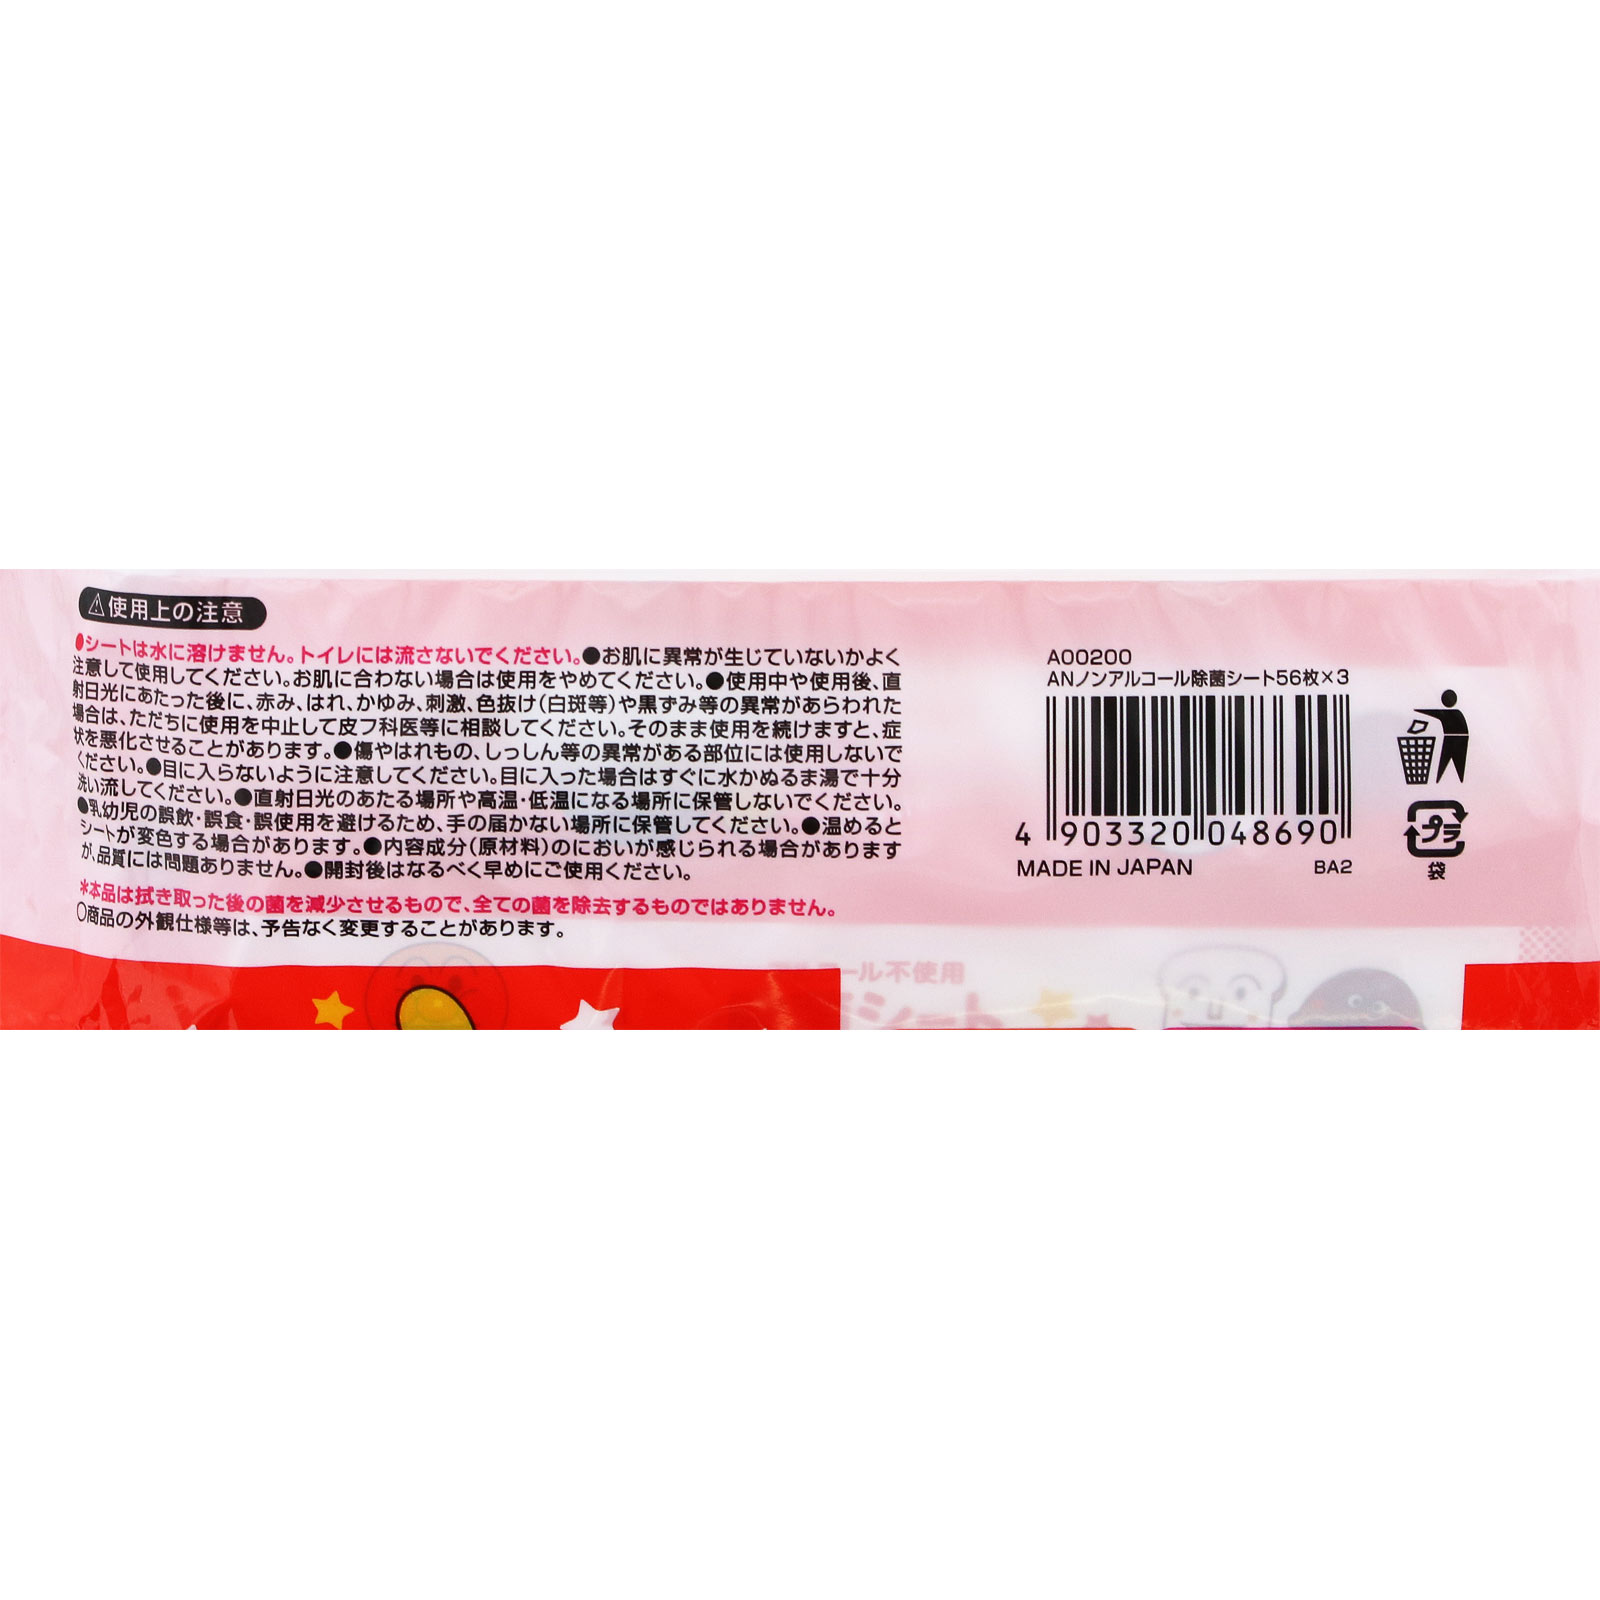 ⚠使用上の注意
●シートは水に溶けません。トイレには流さないでください。●お肌に異常が生じていないかよく
注意して使用してください。お肌に合わない場合は使用をやめてください。●使用中や使用後、直
射日光にあたった後に、赤み、はれ、かゆみ、刺激、色抜け(白斑等)や黒ずみ等の異常があらわれた
場合は、ただちに使用を中止して皮フ科医等に相談してください。そのまま使用を続けますと、症
状を悪化させることがあります。●傷やはれもの、しっしん等の異常がある部位には使用しないで
ください。●目に入らないように注意してください。目に入った場合はすぐに水かぬるま湯で十分
洗い流してください。●直射日光のあたる場所や高温・低温になる場所に保管しないでください。
●乳幼児の誤飲・誤食・誤使用を避けるため、手の届かない場所に保管してください。●温めると
シートが変色する場合があります。●内容成分(原材料)のにおいが感じられる場合があります
が、品質には問題ありません。●開封後はなるべく早めにご使用ください。
*本品は拭き取った後の菌を減少させるもので、全ての菌を除去するものではありません。
○商品の外観仕様等は、予告なく変更することがあります。
A00200
ANノンアルコール除菌シート56枚×3
4 903320 048690
MADE IN JAPAN BA2
プラ
袋
ール不使用
シート